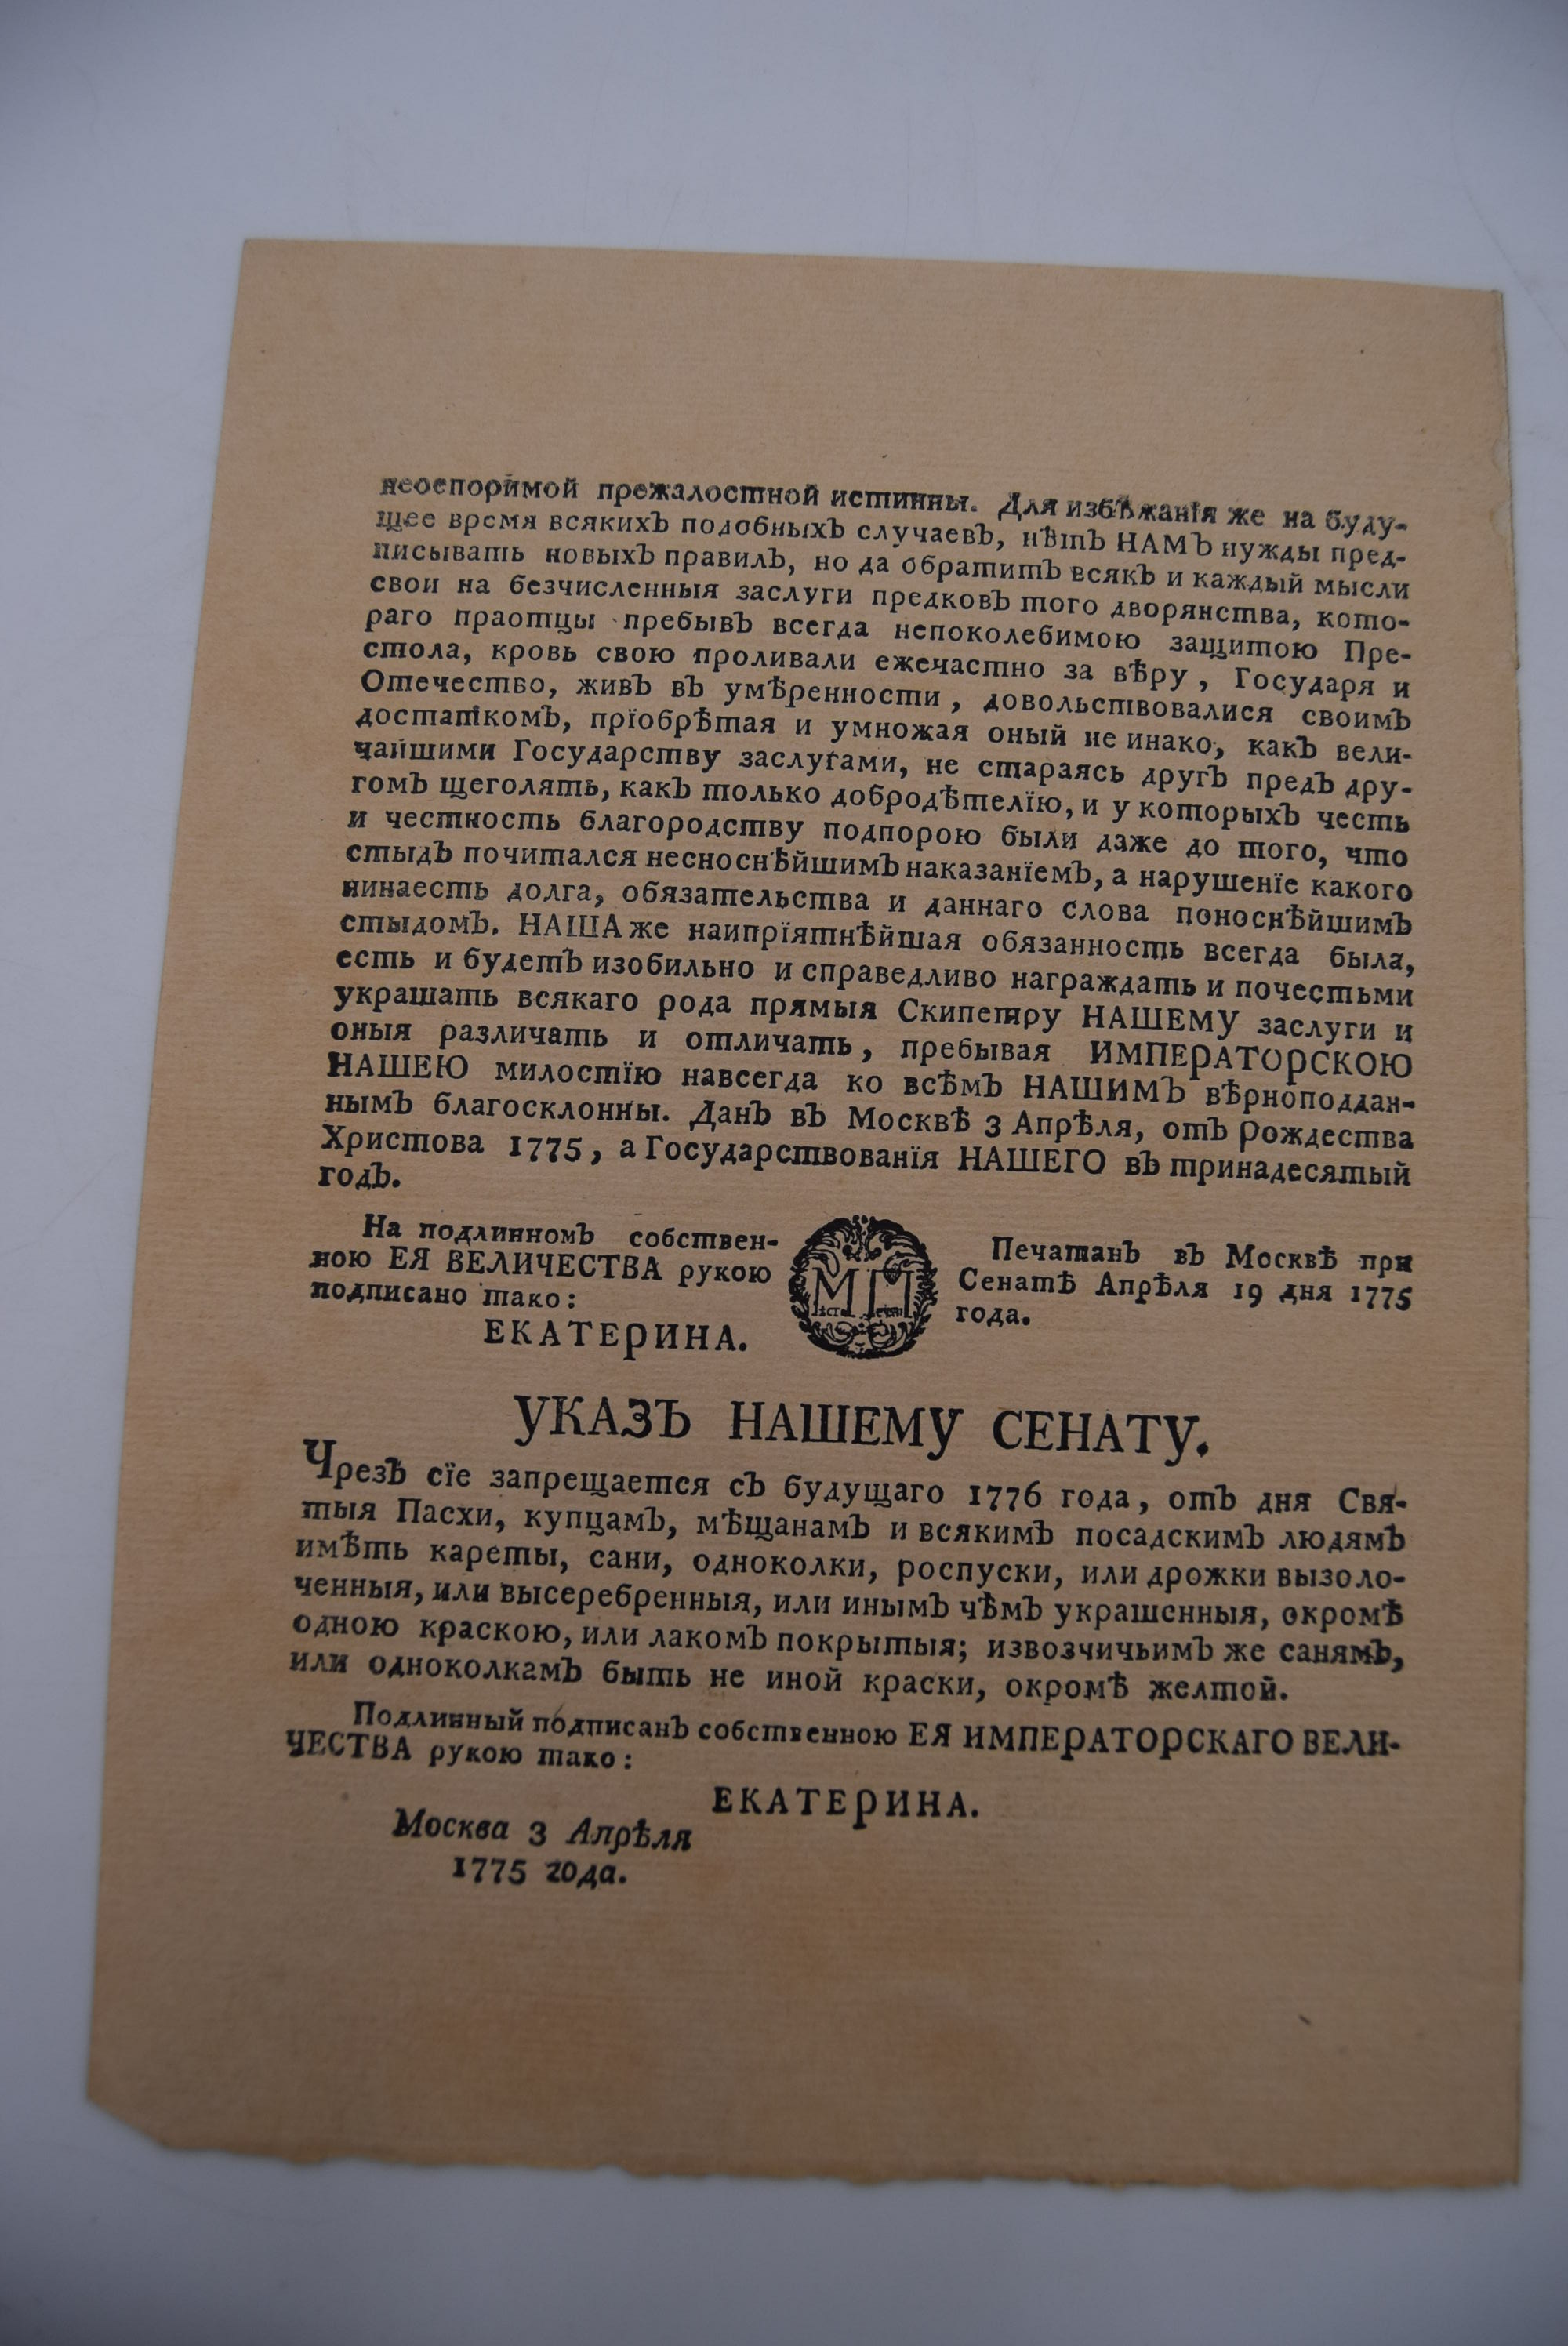 неоспоримой прежалостной истинны. Для избѣжанїя же на буду-
щее время всякихъ подобныхъ случаевъ, нѣтъ НАМЪ нужды пред-
писывать новыхъ правилъ, но да обратитъ всякъ и каждый мысли
свои на безчисленныя заслуги предковъ того дворянства, кото-
раго праотцы пребывъ всегда непоколебимою защитою Пре-
стола, кровь свою проливали ежечастно за вѣру, Государя и
Отечество, живъ въ умѣренности, довольствовалися своимъ
достаткомъ, прїобрѣтая и умножая оный не инако, какъ вели-
чайшими Государству заслугами, не стараясь другъ предъ дру-
гомъ щеголять, какъ только добродѣтелїю, и у которыхъ честь
и честность благородству подпорою были даже до того, что
стыдъ почитался несноснѣйшимъ наказанїемъ, а нарушенїе какого
нинаесть долга, обязательства и даннаго слова поноснѣйшимъ
стыдомъ. НАША же наипрїятнѣйшая обязанность всегда была,
есть и будетъ изобильно и справедливо награждать и почестьми
украшать всякаго рода прямыя Скипетру НАШЕМУ заслуги и
оныя различать и отличать, пребывая ИМПЕРАТОРСКОЮ
НАШЕЮ милостїю навсегда ко всѣмъ НАШИМЪ вѣрноподдан-
нымъ благосклонны. Данъ въ Москвѣ 3 Апрѣля, отъ рождества
Христова 1775, а Государствованїя НАШЕГО въ тринадесятый
годъ.
На подлинномъ собствен-
ною ЕЯ ВЕЛИЧЕСТВА рукою
подписано тако:
ЕКАТЕРИНА.
М П
Печатанъ въ Москвѣ при
Сенатѣ Апрѣля 19 дня 1775
года.
УКАЗЪ НАШЕМУ СЕНАТУ.
Чрезъ сїе запрещается съ будущаго 1776 года, отъ дня Свя-
тыя Пасхи, купцамъ, мѣщанамъ и всякимъ посадскимъ людямъ
имѣть кареты, сани, одноколки, роспуски, или дрожки вызоло-
ченныя, или высеребренныя, или инымъ чѣмъ украшенныя, окромѣ
одною краскою, или лакомъ покрытыя; извозчичьимъ же санямъ,
или одноколкамъ быть не иной краски, окромѣ желтой.
Подлинный подписанъ собственною ЕЯ ИМПЕРАТОРСКАГО ВЕЛИ-
ЧЕСТВА рукою тако:
ЕКАТЕРИНА.
Москва 3 Апрѣля
1775 года.